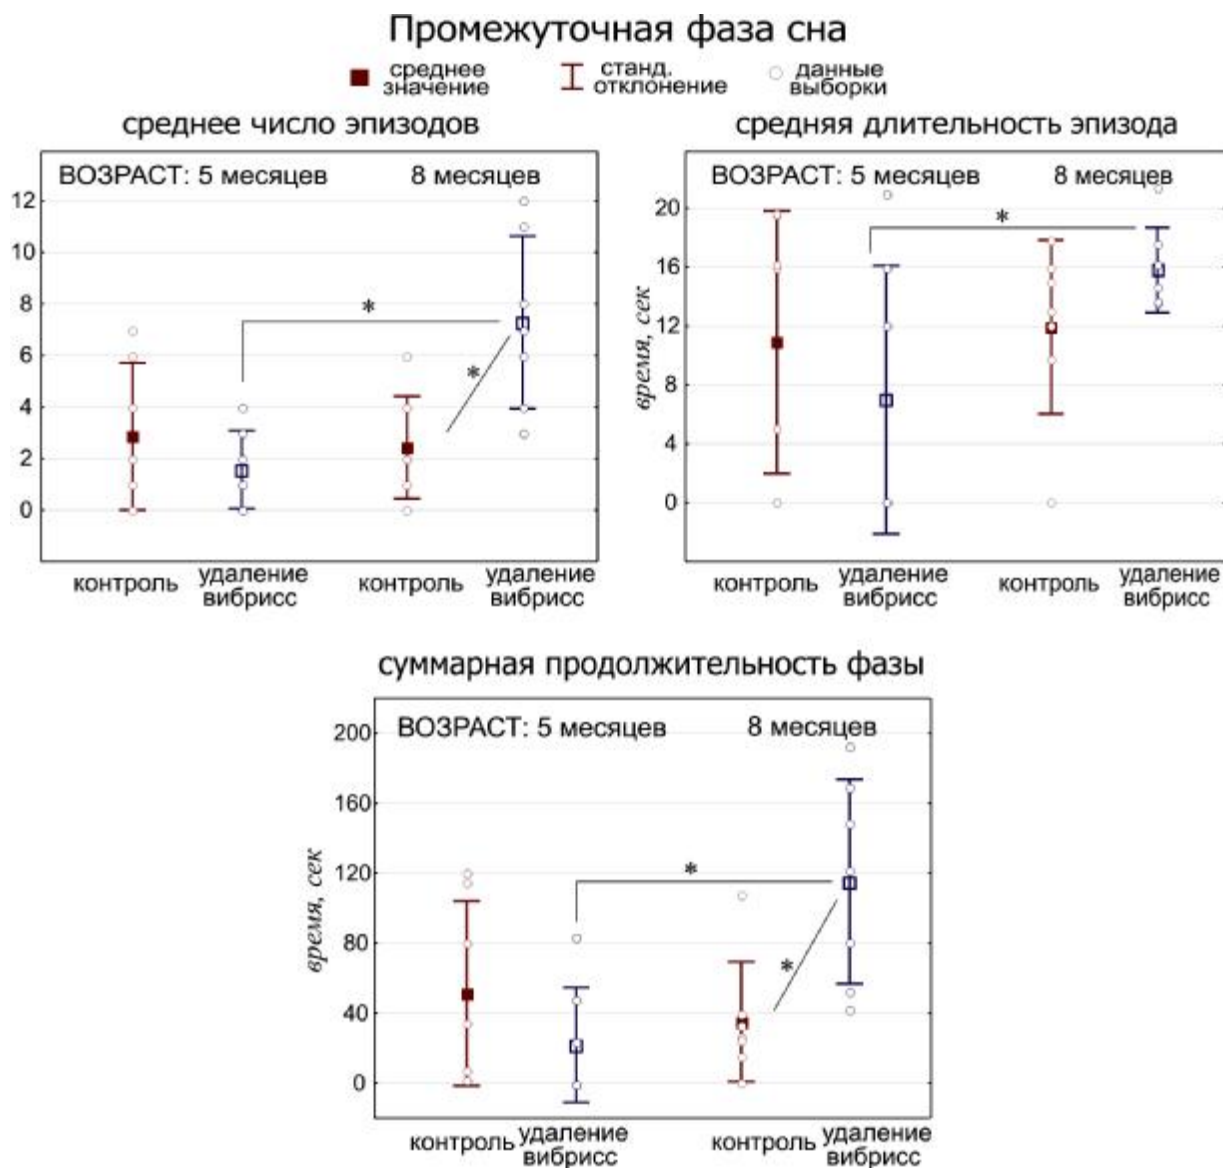 Промежуточная фаза сна
среднее значение
станд. отклонение
данные выборки
среднее число эпизодов
ВОЗРАСТ: 5 месяцев 8 месяцев
12
10
8
6
4
2
0
*
*
контроль
удаление вибрисс
контроль
удаление вибрисс
средняя длительность эпизода
ВОЗРАСТ: 5 месяцев 8 месяцев
время, сек
20
16
12
8
4
0
*
контроль
удаление вибрисс
контроль
удаление вибрисс
суммарная продолжительность фазы
ВОЗРАСТ: 5 месяцев 8 месяцев
время, сек
200
160
120
80
40
0
*
*
контроль
удаление вибрисс
контроль
удаление вибрисс